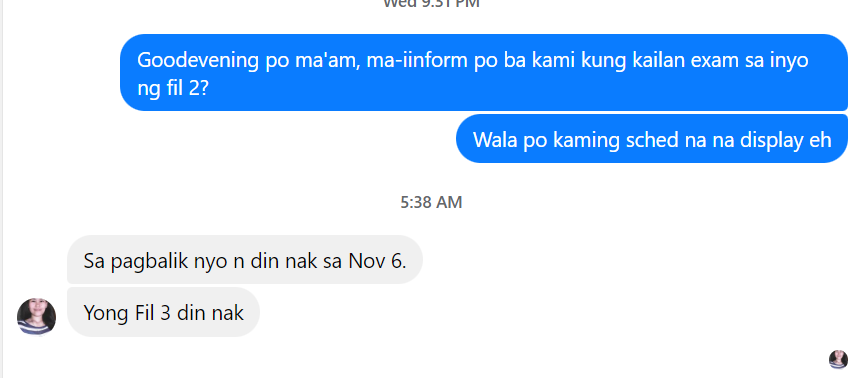 Wed 9:31 PM
Goodevening po ma'am, ma-iinform po ba kami kung kailan exam sa inyo
ng fil 2?
Wala po kaming sched na na display eh
5:38 AM
Sa pagbalik nyo n din nak sa Nov 6.
Yong Fil 3 din nak